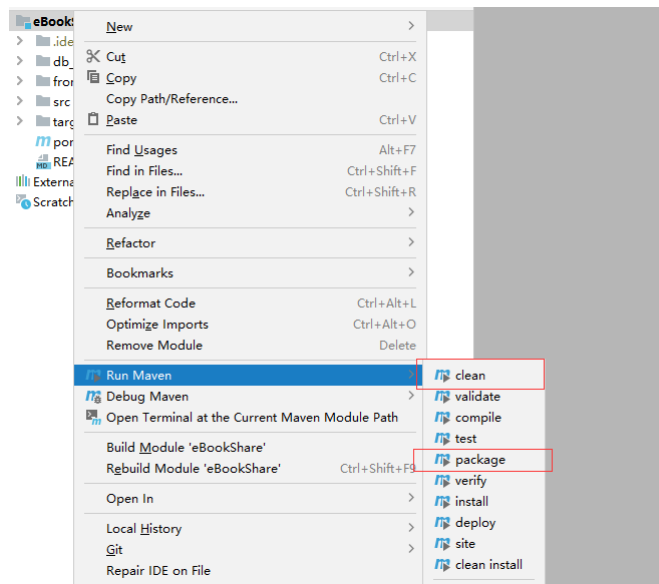 eBookS
.ide
db_
fron
src
targ
pom
REA
Externa
Scratch
New
Cut Ctrl+X
Copy Ctrl+C
Copy Path/Reference...
Paste Ctrl+V
Find Usages Alt+F7
Find in Files... Ctrl+Shift+F
Replace in Files... Ctrl+Shift+R
Analyze
Refactor
Bookmarks
Reformat Code Ctrl+Alt+L
Optimize Imports Ctrl+Alt+O
Remove Module Delete
Run Maven
Debug Maven
Open Terminal at the Current Maven Module Path
Build Module 'eBookShare'
Rebuild Module 'eBookShare' Ctrl+Shift+F9
Open In
Local History
Git
Repair IDE on File
clean
validate
compile
test
package
verify
install
deploy
site
clean install